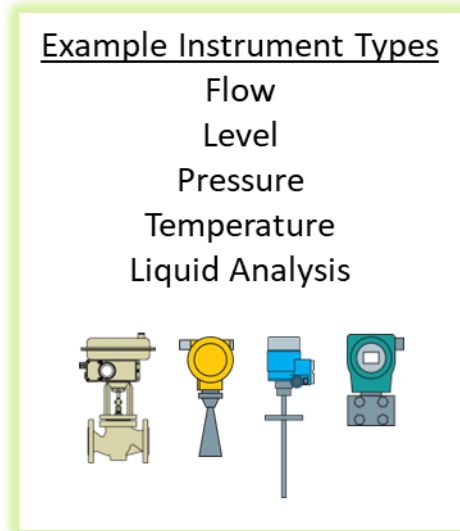 Example Instrument Types
Flow
Level
Pressure
Temperature
Liquid Analysis